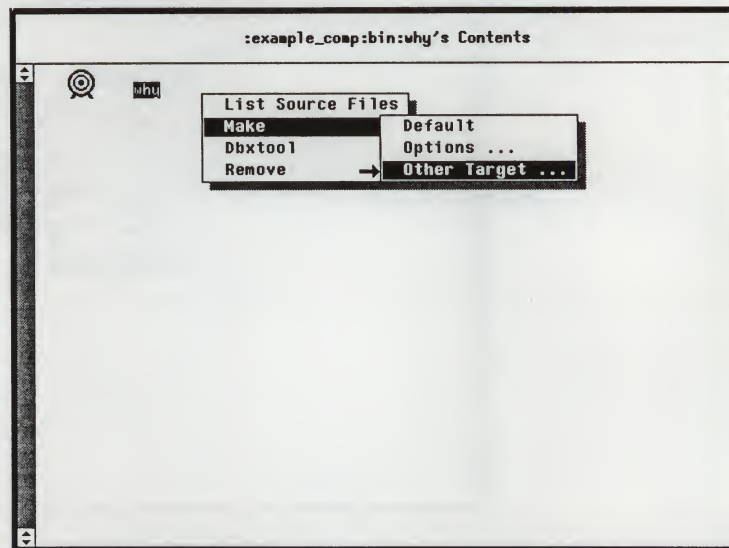 :example_comp:bin:why's Contents
why
List Source Files
Make
Default
Dbxtool
Options ...
Remove
Other Target ...